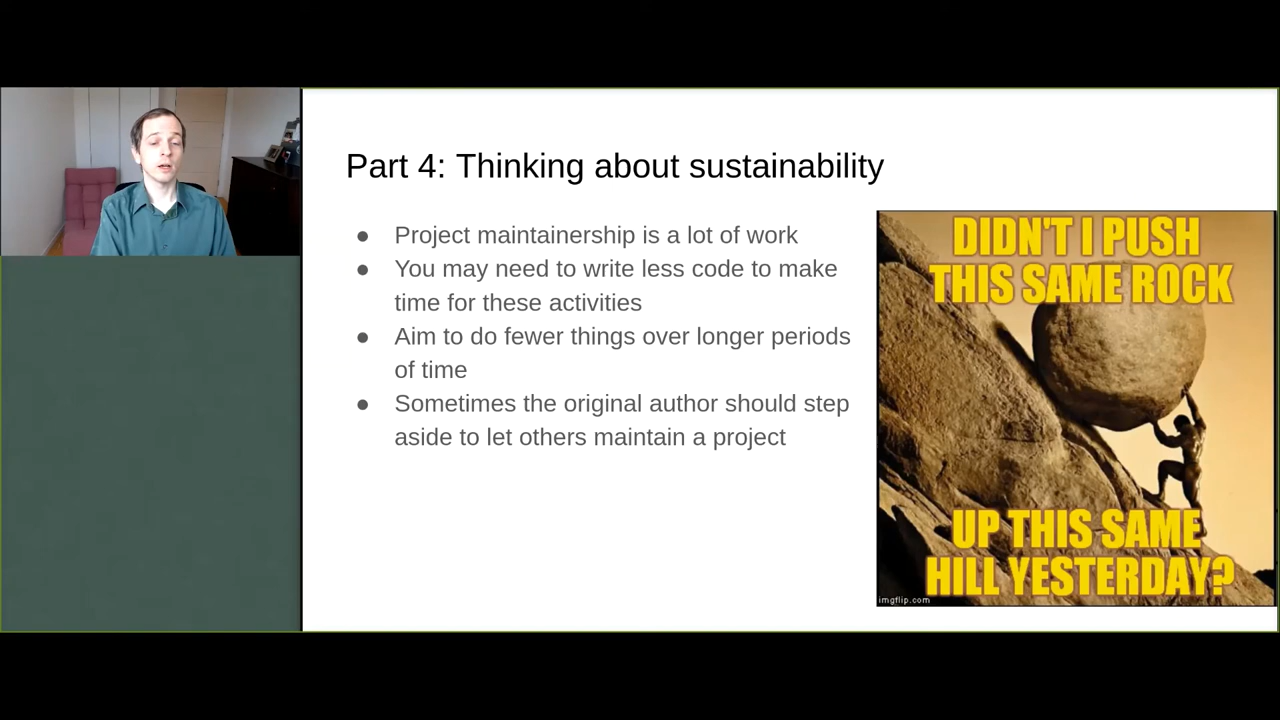 Part 4: Thinking about sustainability
● Project maintainership is a lot of work
● You may need to write less code to make
time for these activities
● Aim to do fewer things over longer periods
of time
● Sometimes the original author should step
aside to let others maintain a project
DIDN'T I PUSH
THIS SAME ROCK
UP THIS SAME
HILL YESTERDAY?
imgflip.com